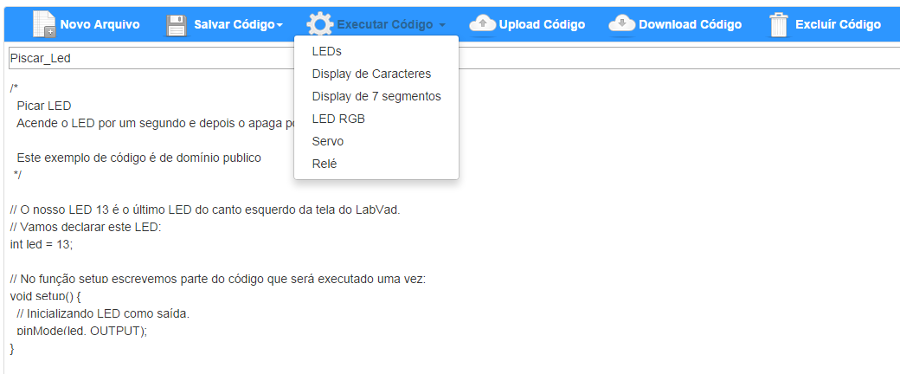 Novo Arquivo Salvar Código Executar Código Upload Código Download Código Excluír Código
LEDs
Display de Caracteres
Display de 7 segmentos
LED RGB
Servo
Relé
Piscar_Led
/*
Picar LED
Acende o LED por um segundo e depois o apaga
Este exemplo de código é de domínio publico
*/
// O nosso LED 13 é o último LED do canto esquerdo da tela do LabVad.
// Vamos declarar este LED:
int led = 13;
// No função setup escrevemos parte do código que será executado uma vez:
void setup() {
// Inicializando LED como saída.
pinMode(led, OUTPUT);
}